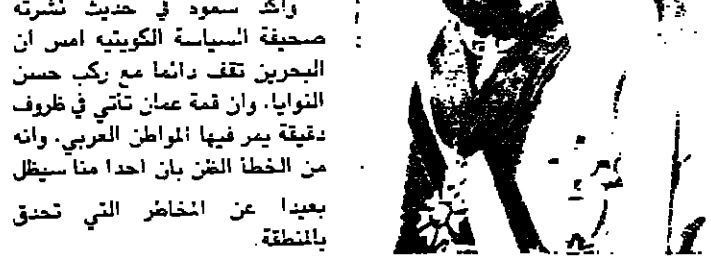 واكد سعود في حديث نشرته
صحيفة السياسة الكويتيه امس ان
البحرين تقف دائما مع ركب حسن
النوايا. وان قمة عمان تأتي في ظروف
دقيقة يمر فيها المواطن العربي. وانه
من الخطأ الظن بان احدا منا سيظل
بعيدا عن المخاطر التي تحدق
بالمنطقة.